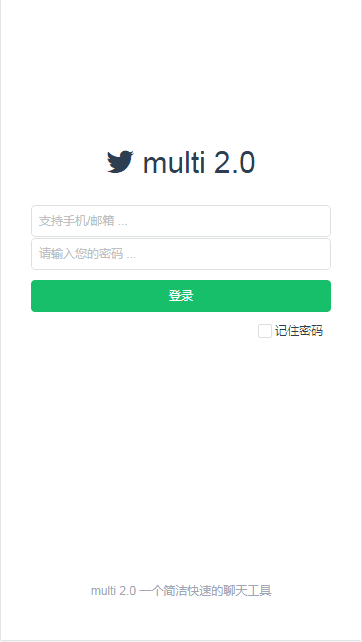 multi 2.0
支持手机/邮箱 ...
请输入您的密码 ...
登录
记住密码
multi 2.0 一个简洁快速的聊天工具